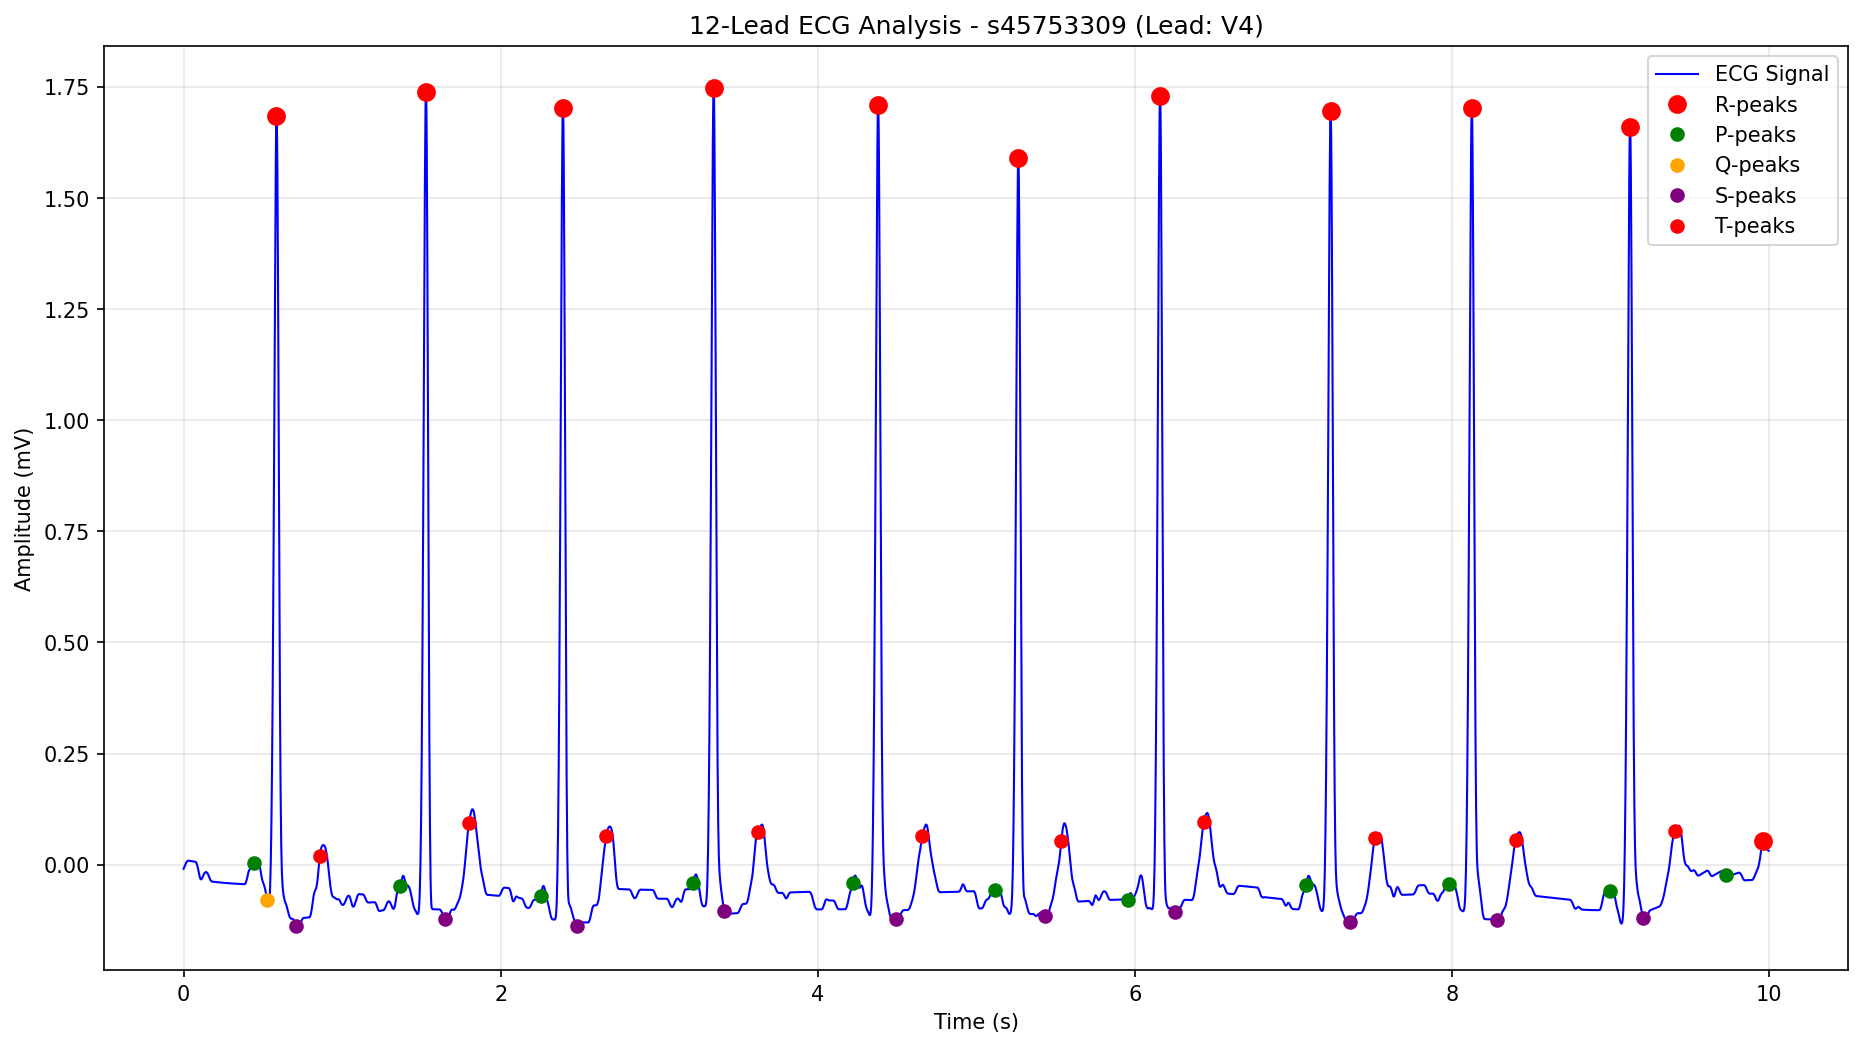 12-Lead ECG Analysis - s45753309 (Lead: V4)
ECG Signal
R-peaks
P-peaks
Q-peaks
S-peaks
T-peaks
Amplitude (mV)
1.75
1.50
1.25
1.00
0.75
0.50
0.25
0.00
0 2 4 6 8 10
Time (s)